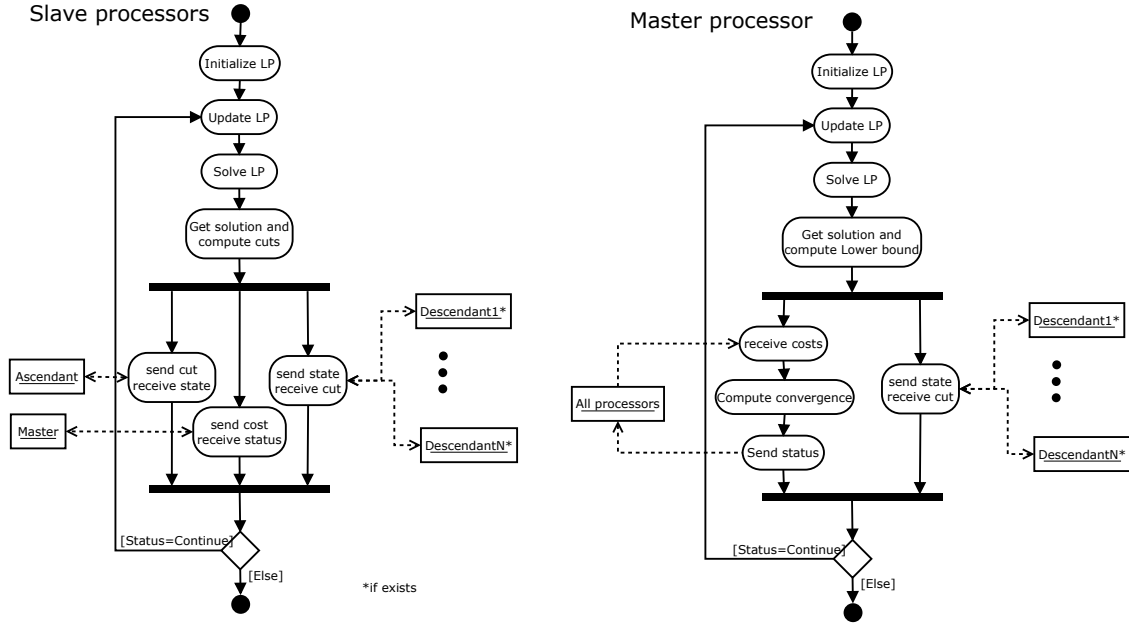 Slave processors
Initialize LP
Update LP
Solve LP
Get solution and
compute cuts
Descendant1*
Ascendant
send cut
receive state
send state
receive cut
Master
send cost
receive status
DescendantN*
[Status=Continue]
[Else]
*if exists
Master processor
Initialize LP
Update LP
Solve LP
Get solution and
compute Lower bound
Descendant1*
receive costs
All processors
Compute convergence
send state
receive cut
Send status
DescendantN*
[Status=Continue]
[Else]